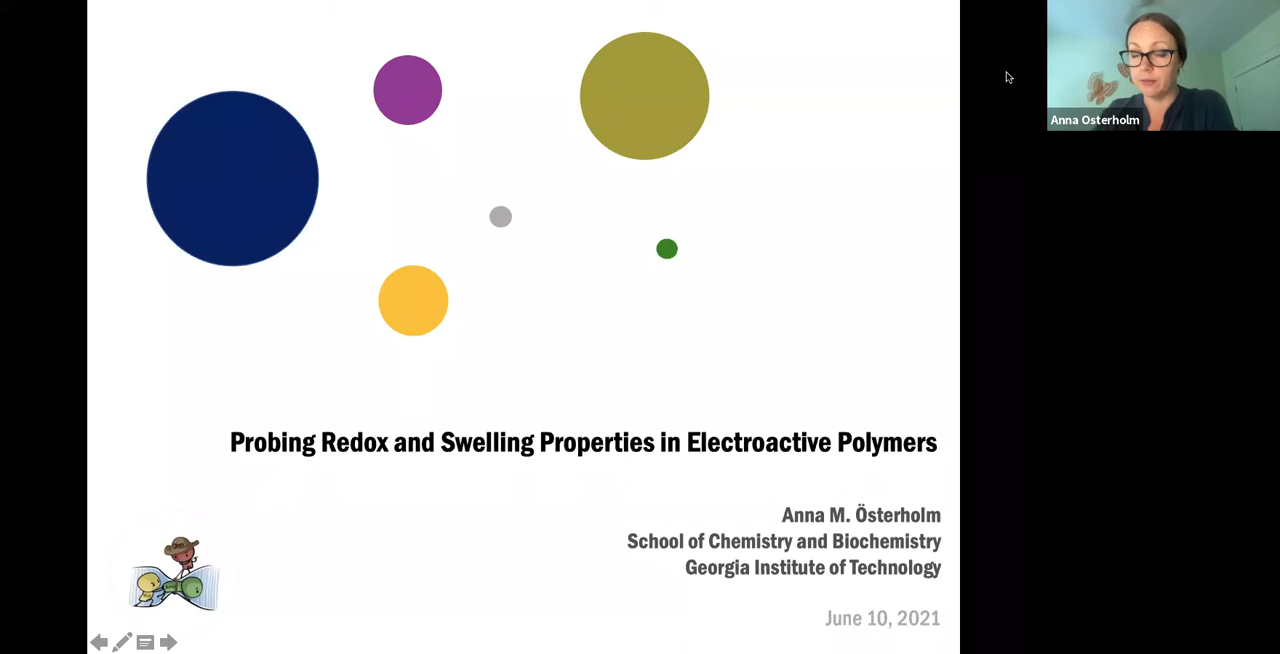 Anna Osterholm
Probing Redox and Swelling Properties in Electroactive Polymers
Anna M. Österholm
School of Chemistry and Biochemistry
Georgia Institute of Technology
June 10, 2021